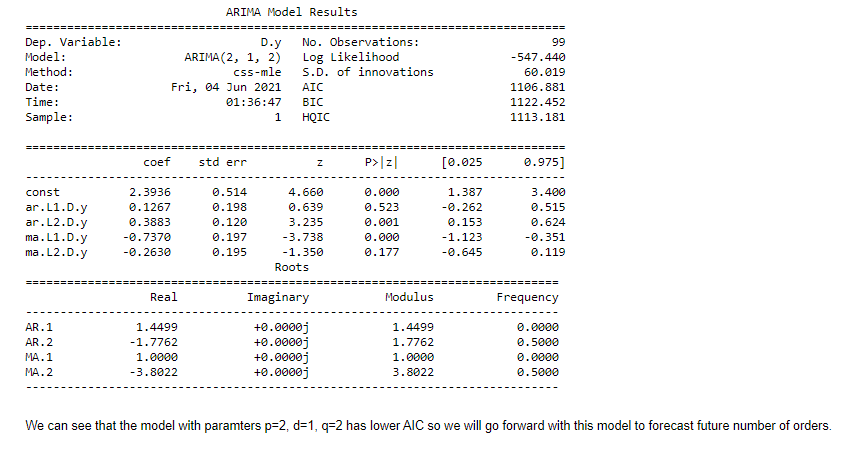 ARIMA Model Results
==============================================================================
Dep. Variable: D.y No. Observations: 99
Model: ARIMA(2, 1, 2) Log Likelihood -547.440
Method: css-mle S.D. of innovations 60.019
Date: Fri, 04 Jun 2021 AIC 1106.881
Time: 01:36:47 BIC 1122.452
Sample: 1 HQIC 1113.181
==============================================================================
coef std err z P>|z| [0.025 0.975]
------------------------------------------------------------------------------
const 2.3936 0.514 4.660 0.000 1.387 3.400
ar.L1.D.y 0.1267 0.198 0.639 0.523 -0.262 0.515
ar.L2.D.y 0.3883 0.120 3.235 0.001 0.153 0.624
ma.L1.D.y -0.7370 0.197 -3.738 0.000 -1.123 -0.351
ma.L2.D.y -0.2630 0.195 -1.350 0.177 -0.645 0.119
Roots
=============================================================================
Real Imaginary Modulus Frequency
-----------------------------------------------------------------------------
AR.1 1.4499 +0.0000j 1.4499 0.0000
AR.2 -1.7762 +0.0000j 1.7762 0.5000
MA.1 1.0000 +0.0000j 1.0000 0.0000
MA.2 -3.8022 +0.0000j 3.8022 0.5000
-----------------------------------------------------------------------------
We can see that the model with paramters p=2, d=1, q=2 has lower AIC so we will go forward with this model to forecast future number of orders.